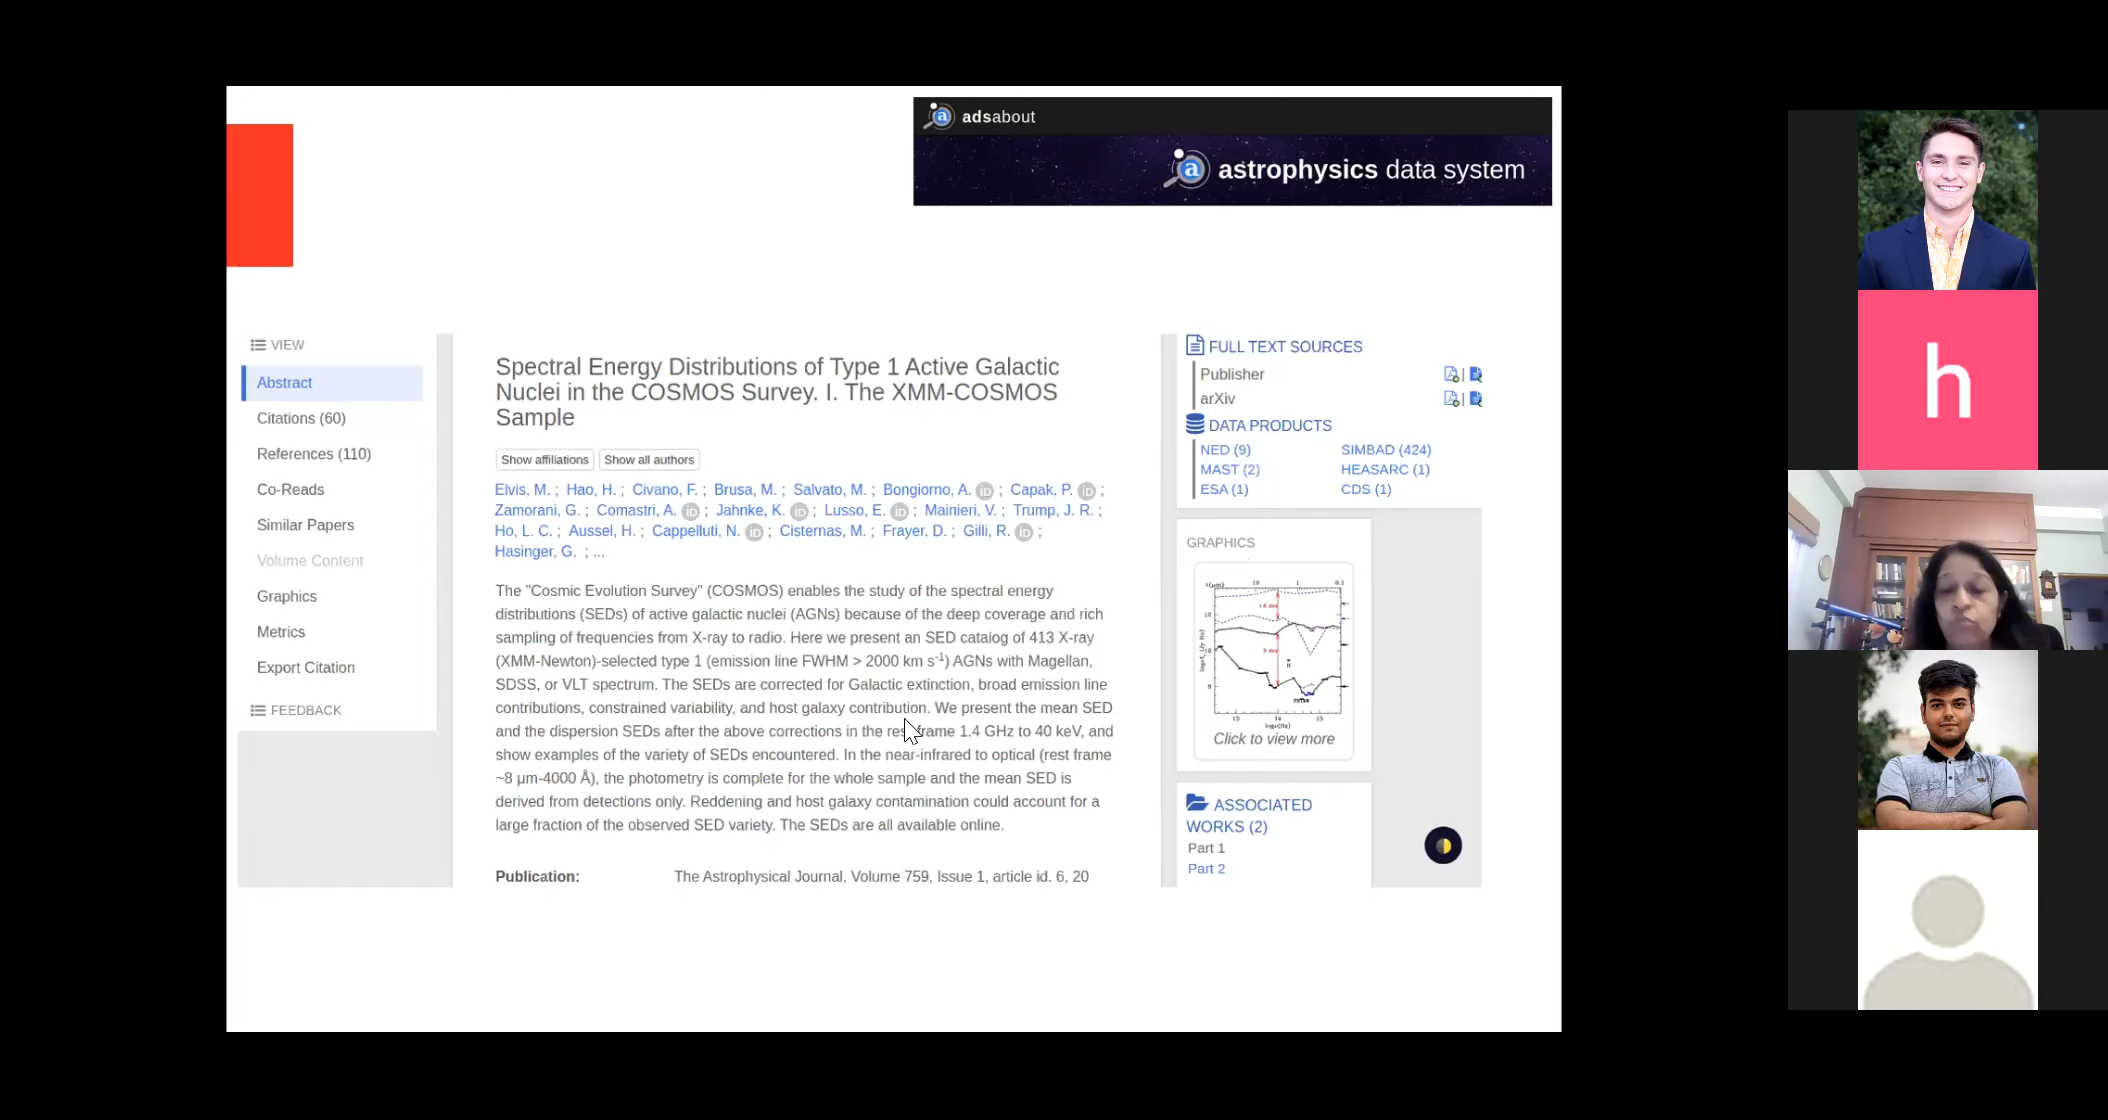 adsabout
a astrophysics data system
VIEW
Abstract
Citations (60)
References (110)
Co-Reads
Similar Papers
Volume Content
Graphics
Metrics
Export Citation
FEEDBACK
Spectral Energy Distributions of Type 1 Active Galactic
Nuclei in the COSMOS Survey. I. The XMM-COSMOS
Sample
Show affiliations Show all authors
Elvis, M. ; Hao, H. ; Civano, F. ; Brusa, M. ; Salvato, M. ; Bongiorno, A. iD ; Capak, P. iD ;
Zamorani, G. ; Comastri, A. iD ; Jahnke, K. iD ; Lusso, E. iD ; Mainieri, V. ; Trump, J. R. ;
Ho, L. C. ; Aussel, H. ; Cappelluti, N. iD ; Cisternas, M. ; Frayer, D. ; Gilli, R. iD ;
Hasinger, G. ; ...
The "Cosmic Evolution Survey" (COSMOS) enables the study of the spectral energy
distributions (SEDs) of active galactic nuclei (AGNs) because of the deep coverage and rich
sampling of frequencies from X-ray to radio. Here we present an SED catalog of 413 X-ray
(XMM-Newton)-selected type 1 (emission line FWHM > 2000 km s-1) AGNs with Magellan,
SDSS, or VLT spectrum. The SEDs are corrected for Galactic extinction, broad emission line
contributions, constrained variability, and host galaxy contribution. We present the mean SED
and the dispersion SEDs after the above corrections in the rest frame 1.4 GHz to 40 keV, and
show examples of the variety of SEDs encountered. In the near-infrared to optical (rest frame
~8 μm-4000 Å), the photometry is complete for the whole sample and the mean SED is
derived from detections only. Reddening and host galaxy contamination could account for a
large fraction of the observed SED variety. The SEDs are all available online.
Publication: The Astrophysical Journal, Volume 759, Issue 1, article id. 6, 20
FULL TEXT SOURCES
Publisher
arXiv
DATA PRODUCTS
NED (9) SIMBAD (424)
MAST (2) HEASARC (1)
ESA (1) CDS (1)
GRAPHICS
Click to view more
ASSOCIATED
WORKS (2)
Part 1
Part 2
h